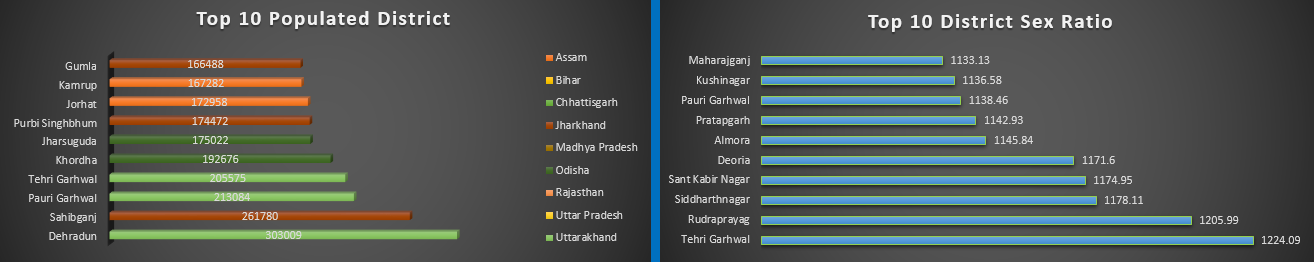 Top 10 Populated District
Gumla 166488
Kamrup 167282
Jorhat 172958
Purbi Singhbhum 174472
Jharsuguda 175022
Khordha 192676
Tehri Garhwal 205575
Pauri Garhwal 213084
Sahibganj 261780
Dehradun 303009
Assam
Bihar
Chhattisgarh
Jharkhand
Madhya Pradesh
Odisha
Rajasthan
Uttar Pradesh
Uttarakhand
Top 10 District Sex Ratio
Maharajganj 1133.13
Kushinagar 1136.58
Pauri Garhwal 1138.46
Pratapgarh 1142.93
Almora 1145.84
Deoria 1171.6
Sant Kabir Nagar 1174.95
Siddharthnagar 1178.11
Rudraprayag 1205.99
Tehri Garhwal 1224.09